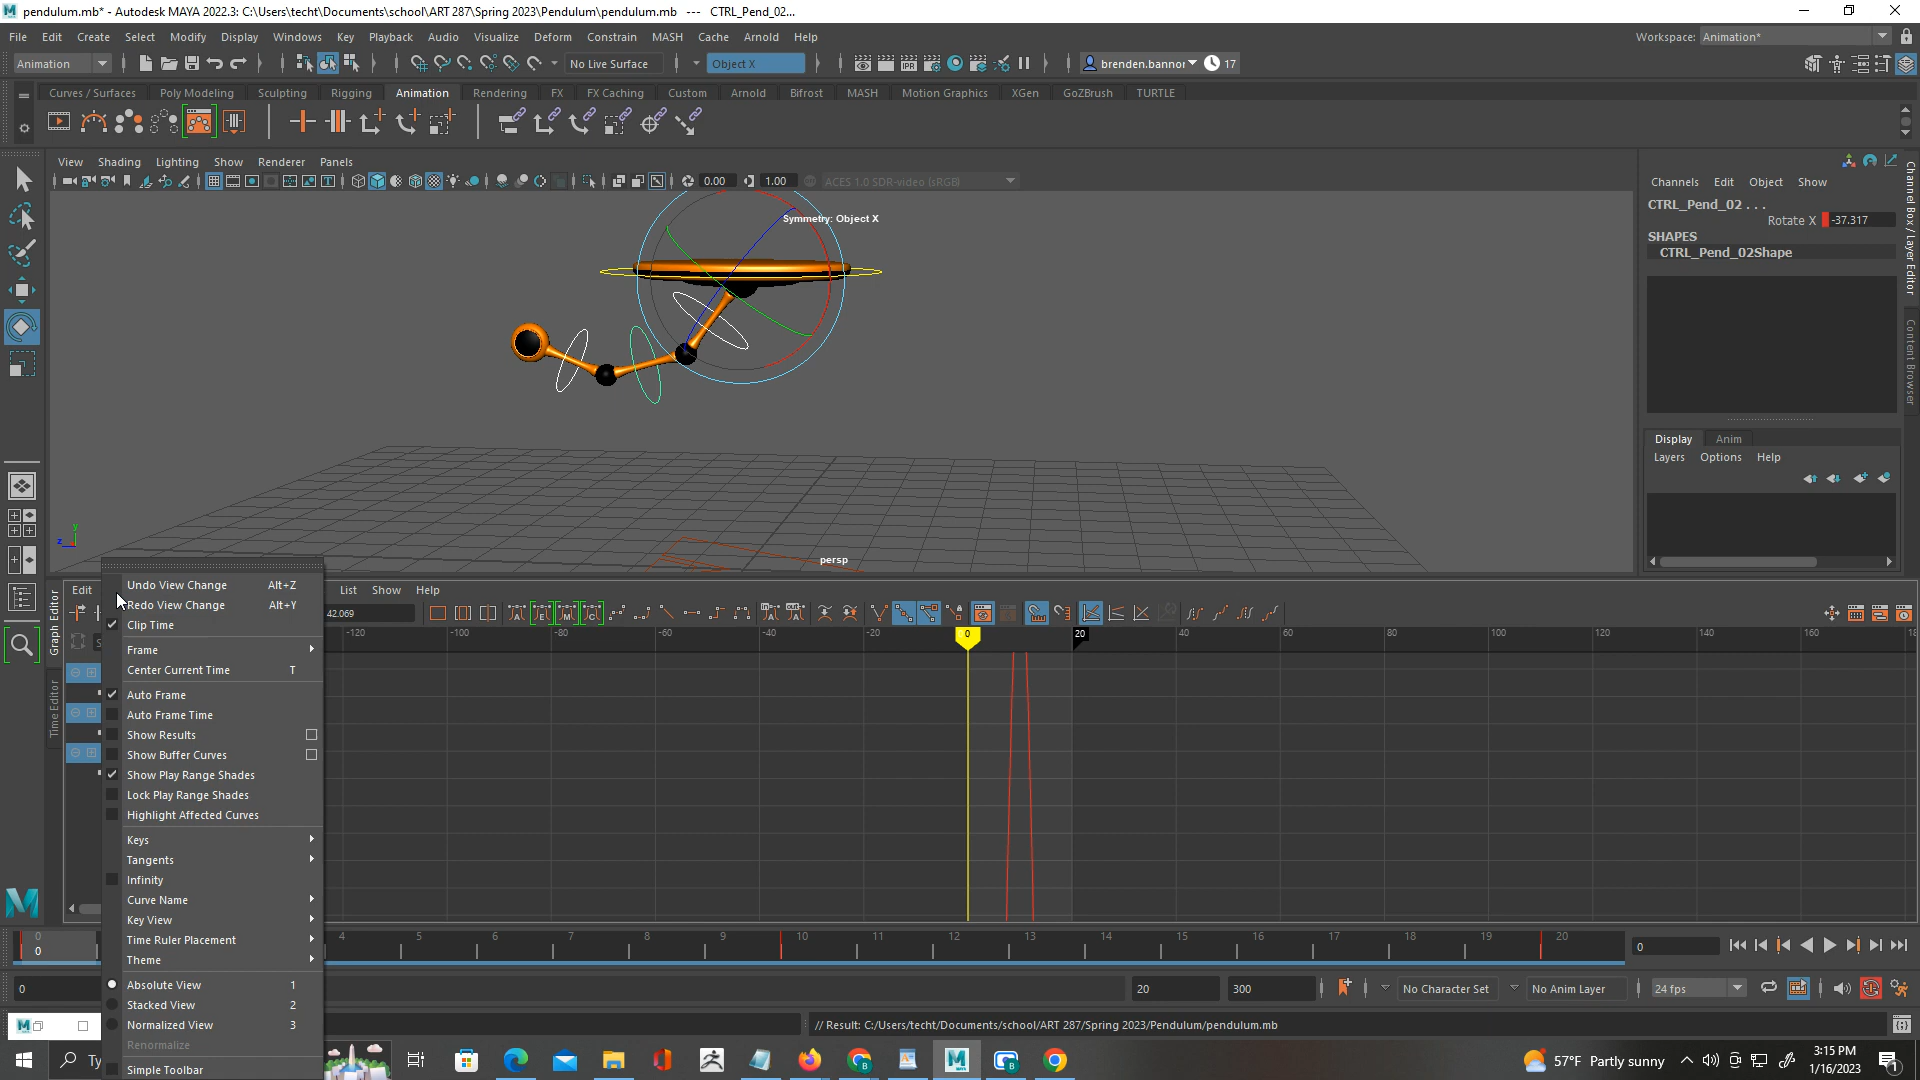 pendulum.mb* - Autodesk MAYA 2022.3: C:\Users\techt\Documents\school\ART 287\Spring 2023\Pendulum\pendulum.mb --- CTRL_Pend_02...
File Edit Create Select Modify Display Windows Key Playback Audio Visualize Deform Constrain MASH Cache Arnold Help
Workspace: Animation*
Animation
No Live Surface
Object X
brenden.bannor
17
Curves / Surfaces Poly Modeling Sculpting Rigging Animation Rendering FX FX Caching Custom Arnold Bifrost MASH Motion Graphics XGen GoZBrush TURTLE
View Shading Lighting Show Renderer Panels
0.00 1.00 ACES 1.0 SDR-video (sRGB)
Symmetry: Object X
persp
Channels Edit Object Show
CTRL_Pend_02 . . .
Rotate X -37.317
SHAPES
CTRL_Pend_02Shape
Channel Box / Layer Editor
Content Browser
Display Anim
Layers Options Help
Graph Editor
Time Editor
Edit
List Show Help
42.069
Undo View Change Alt+Z
Redo View Change Alt+Y
Clip Time
Frame
Center Current Time T
Auto Frame
Auto Frame Time
Show Results
Show Buffer Curves
Show Play Range Shades
Lock Play Range Shades
Highlight Affected Curves
Keys
Tangents
Infinity
Curve Name
Key View
Time Ruler Placement
Theme
Absolute View 1
Stacked View 2
Normalized View 3
Renormalize
Simple Toolbar
-120 -100 -80 -60 -40 -20 0 20 40 60 80 100 120 140 160
0 4 5 6 7 8 9 10 11 12 13 14 15 16 17 18 19 20
0
0
0 20 300 No Character Set No Anim Layer 24 fps
// Result: C:/Users/techt/Documents/school/ART 287/Spring 2023/Pendulum/pendulum.mb
57°F Partly sunny
3:15 PM
1/16/2023